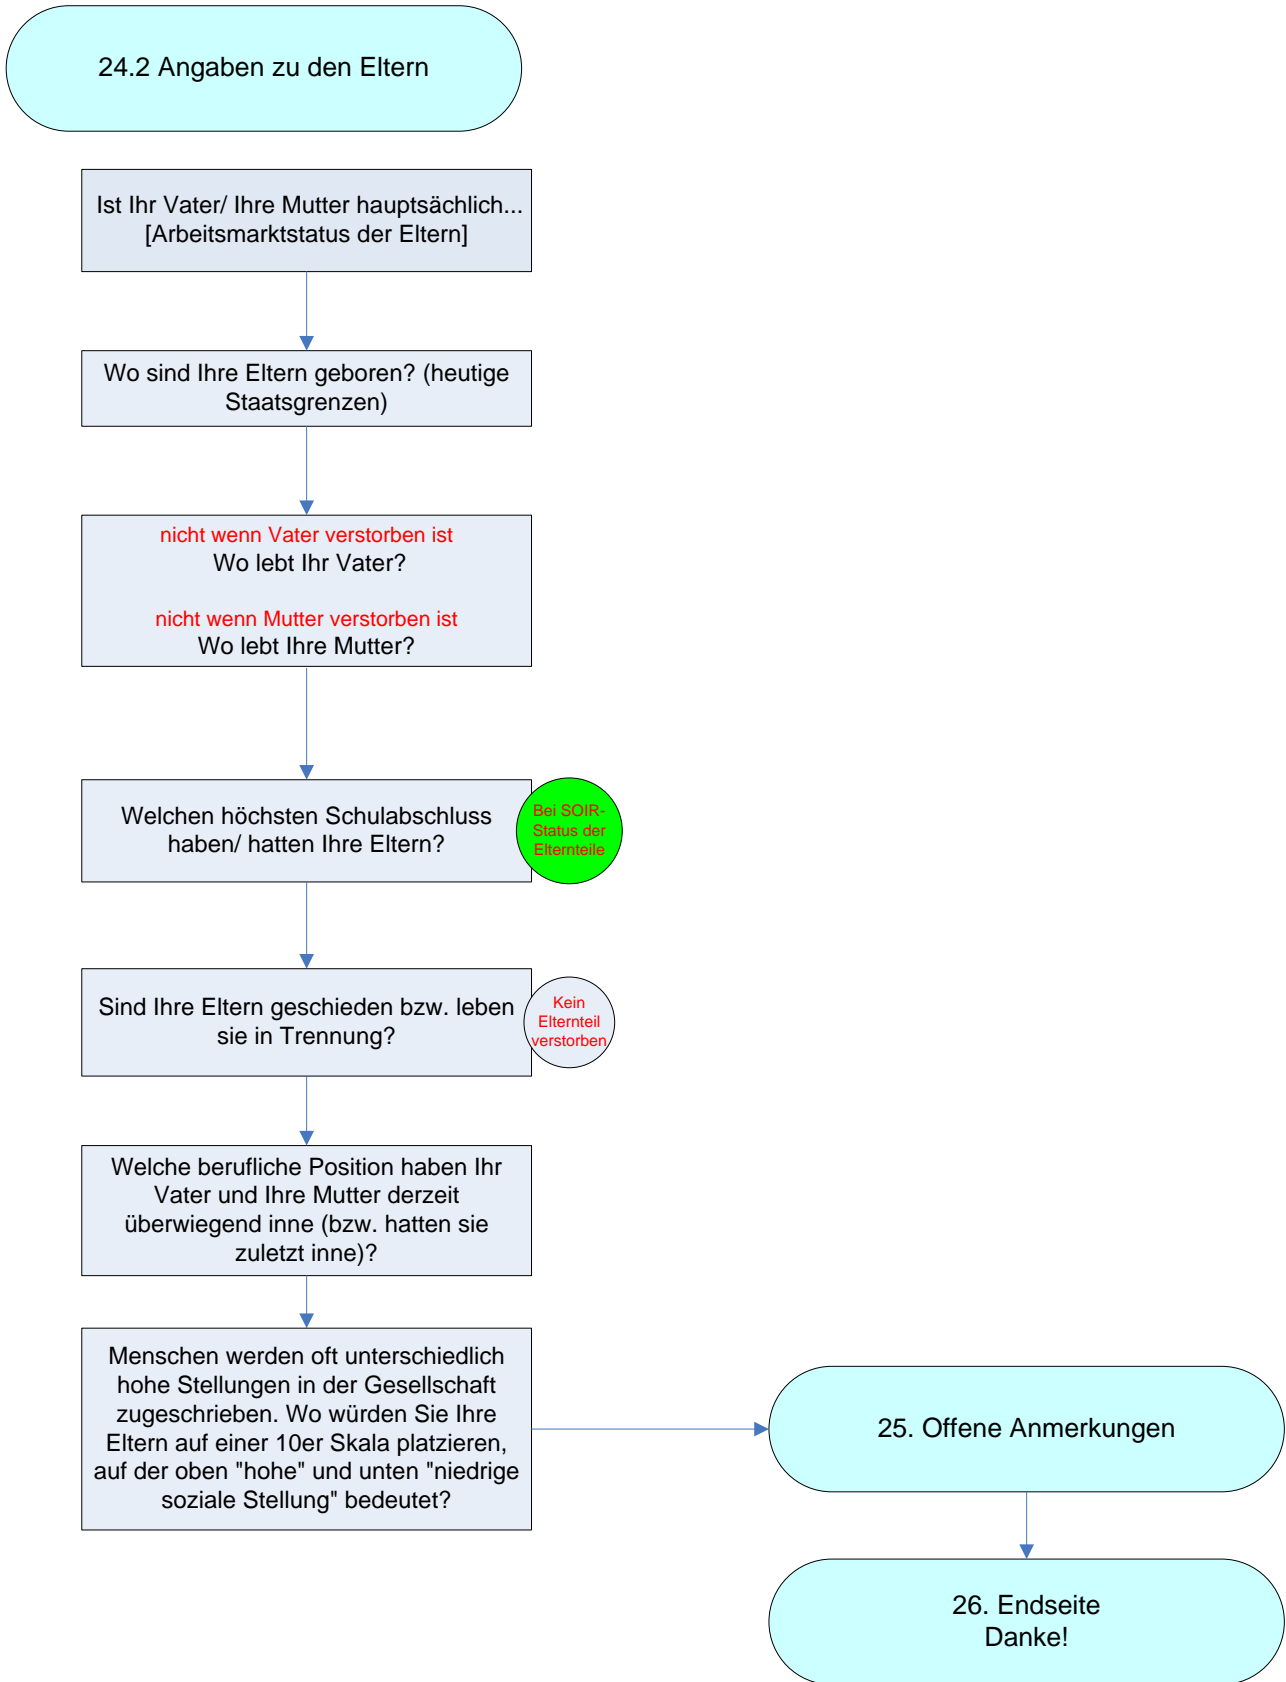 24.2 Angaben zu den Eltern
Ist Ihr Vater/ Ihre Mutter hauptsächlich...
[Arbeitsmarktstatus der Eltern]
Wo sind Ihre Eltern geboren? (heutige
Staatsgrenzen)
nicht wenn Vater verstorben ist
Wo lebt Ihr Vater?
nicht wenn Mutter verstorben ist
Wo lebt Ihre Mutter?
Welchen höchsten Schulabschluss
haben/ hatten Ihre Eltern?
Bei SOIR-
Status der
Elternteile
Sind Ihre Eltern geschieden bzw. leben
sie in Trennung?
Kein
Elternteil
verstorben
Welche berufliche Position haben Ihr
Vater und Ihre Mutter derzeit
überwiegend inne (bzw. hatten sie
zuletzt inne)?
Menschen werden oft unterschiedlich
hohe Stellungen in der Gesellschaft
zugeschrieben. Wo würden Sie Ihre
Eltern auf einer 10er Skala platzieren,
auf der oben "hohe" und unten "niedrige
soziale Stellung" bedeutet?
25. Offene Anmerkungen
26. Endseite
Danke!